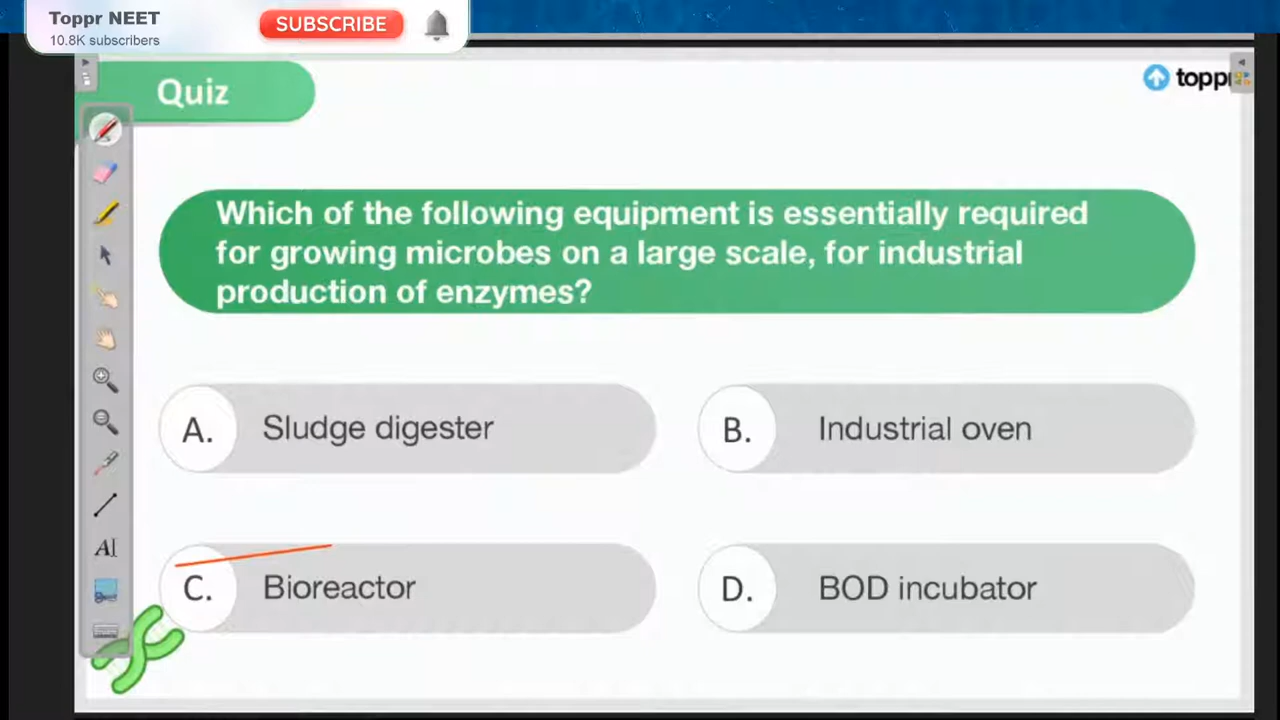 Toppr NEET
10.8K subscribers
SUBSCRIBE
Quiz
toppr
Which of the following equipment is essentially required
for growing microbes on a large scale, for industrial
production of enzymes?
A. Sludge digester
B. Industrial oven
C. Bioreactor
D. BOD incubator
A